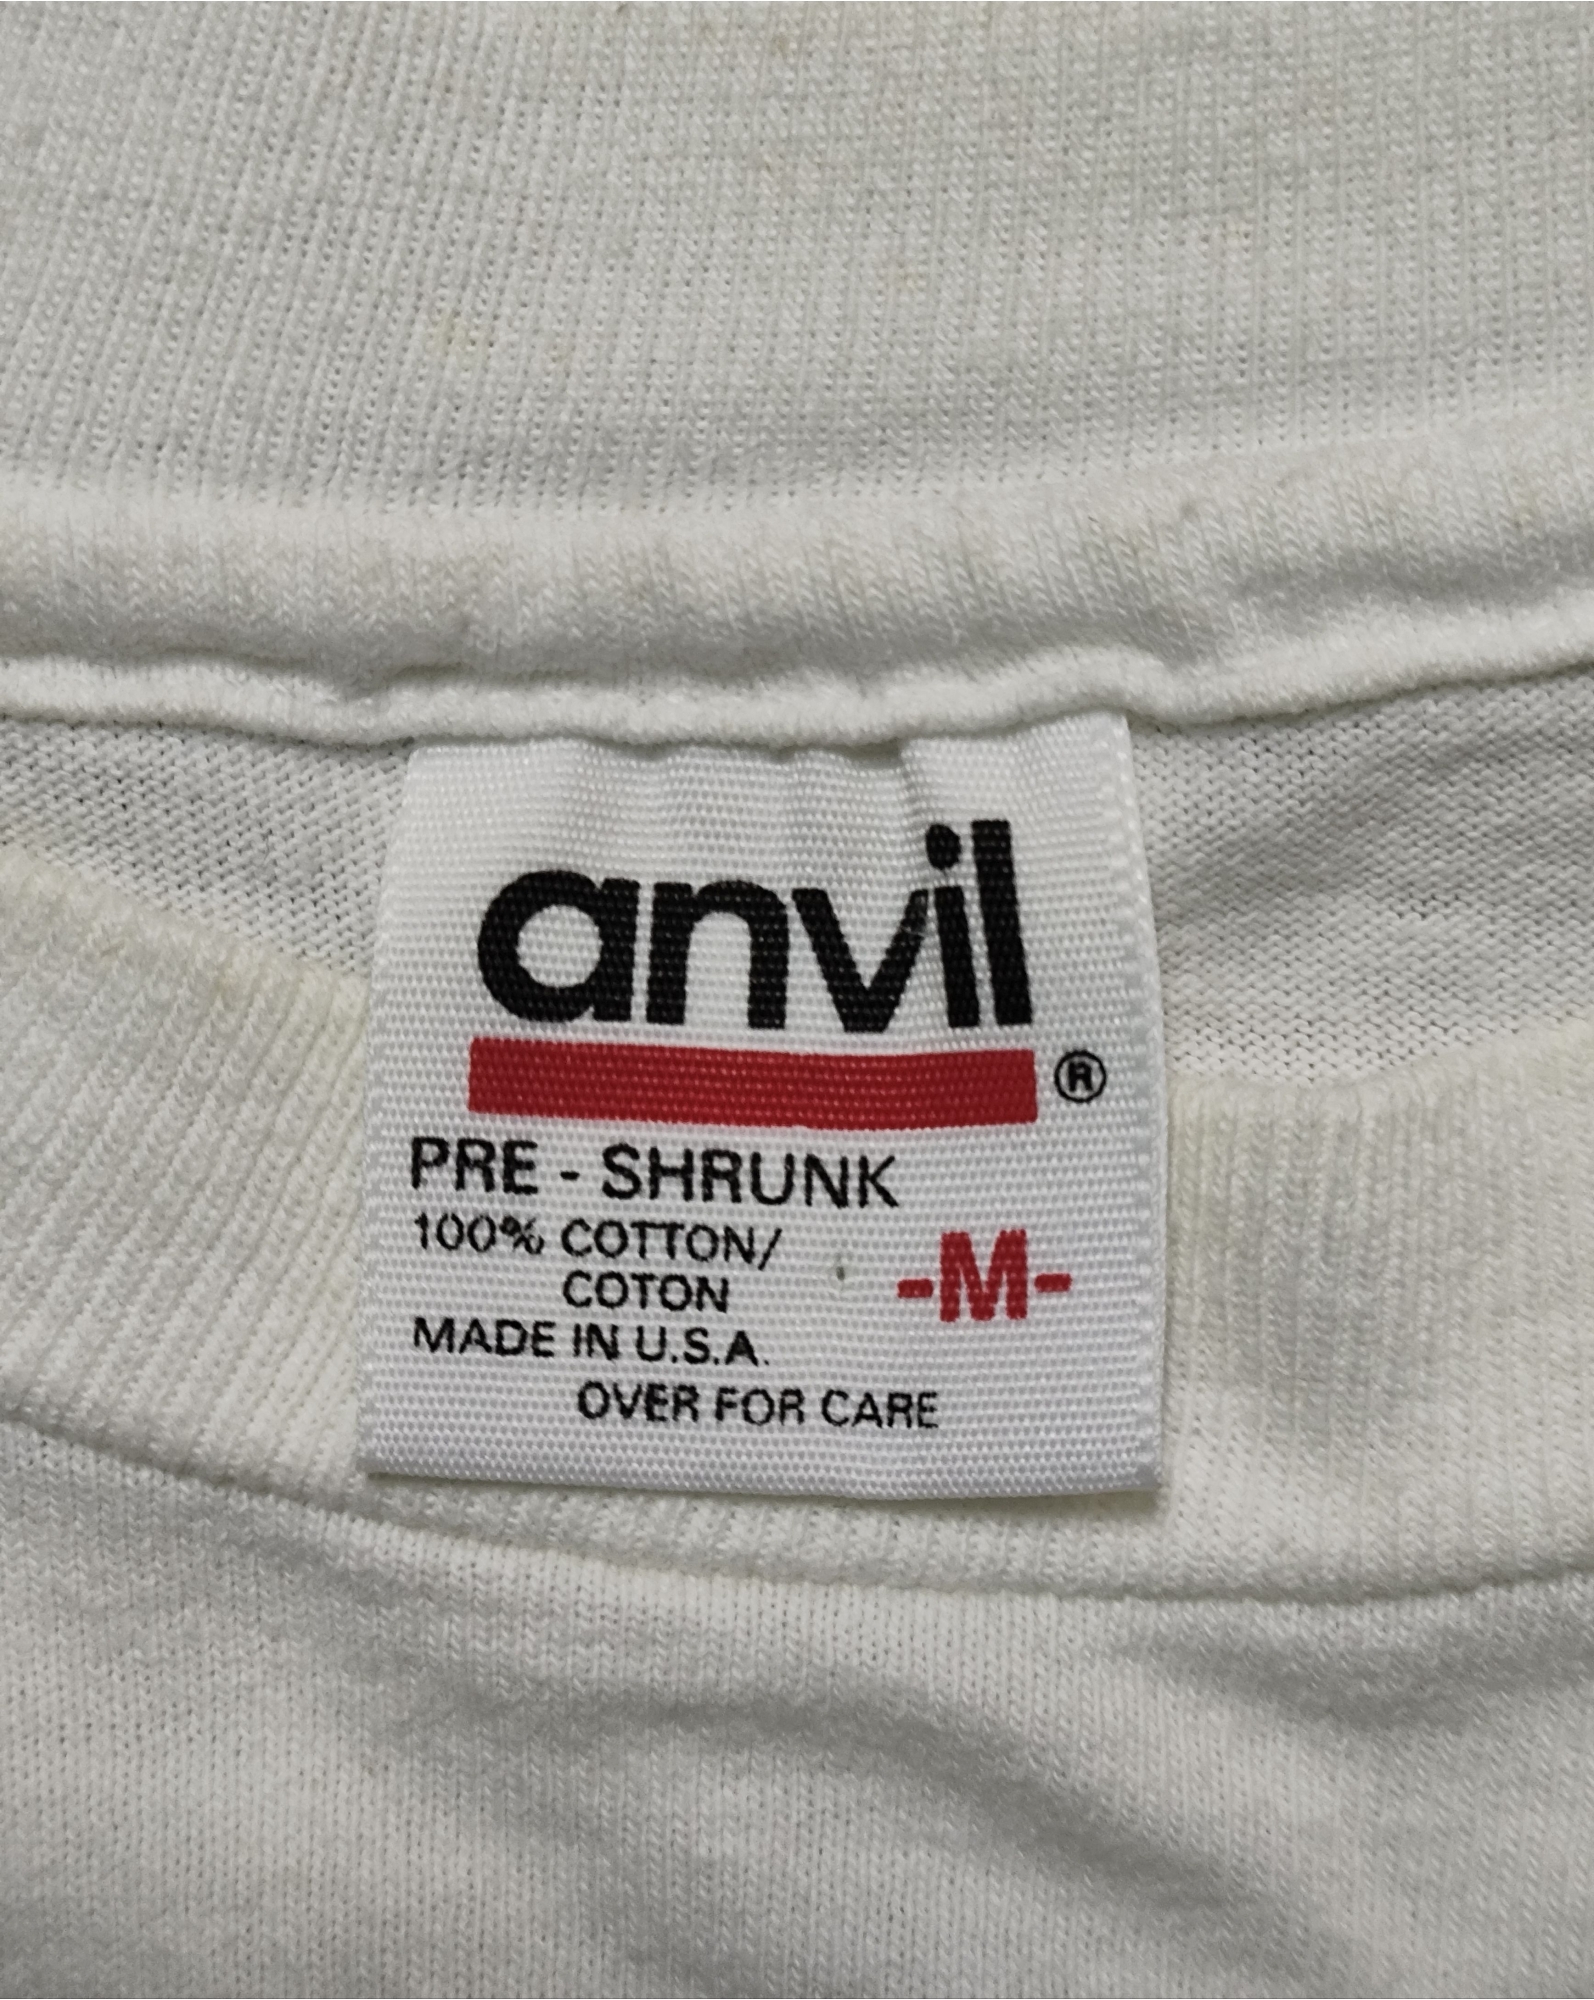 anvil
®
PRE - SHRUNK
100% COTTON/
COTON
-M-
MADE IN U.S.A.
OVER FOR CARE